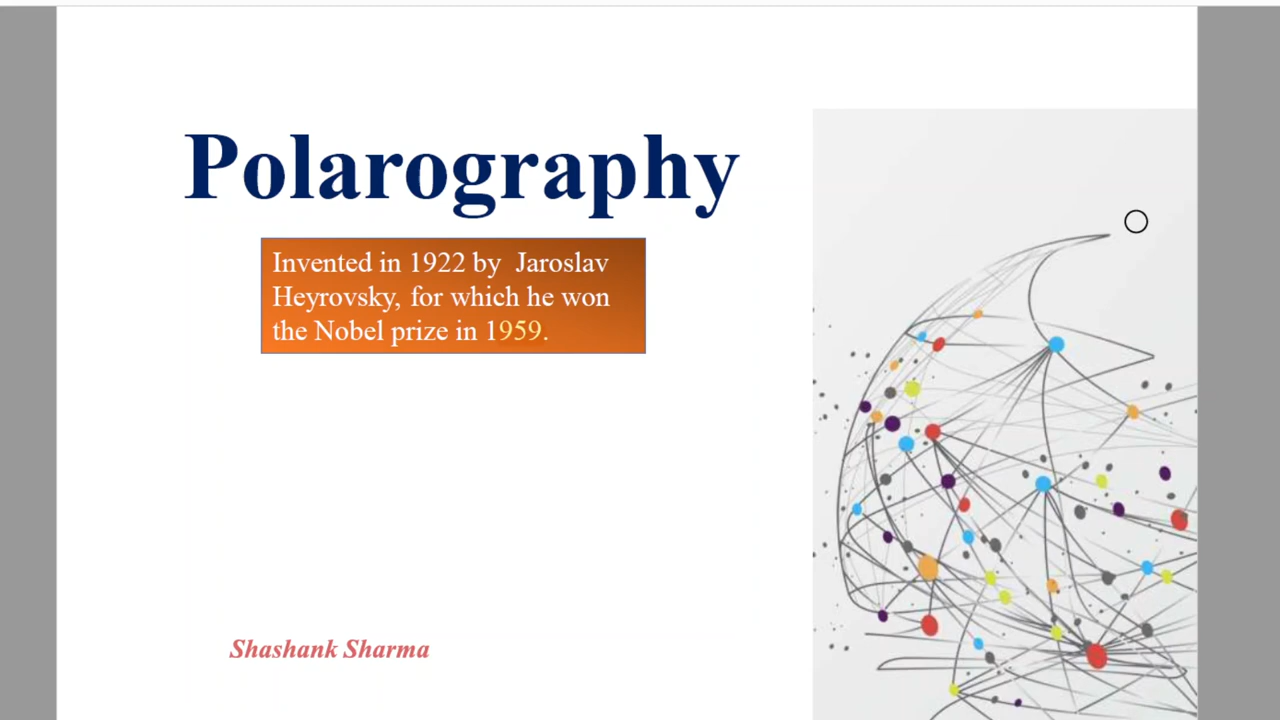 Polarography
Invented in 1922 by Jaroslav
Heyrovsky, for which he won
the Nobel prize in 1959.
Shashank Sharma